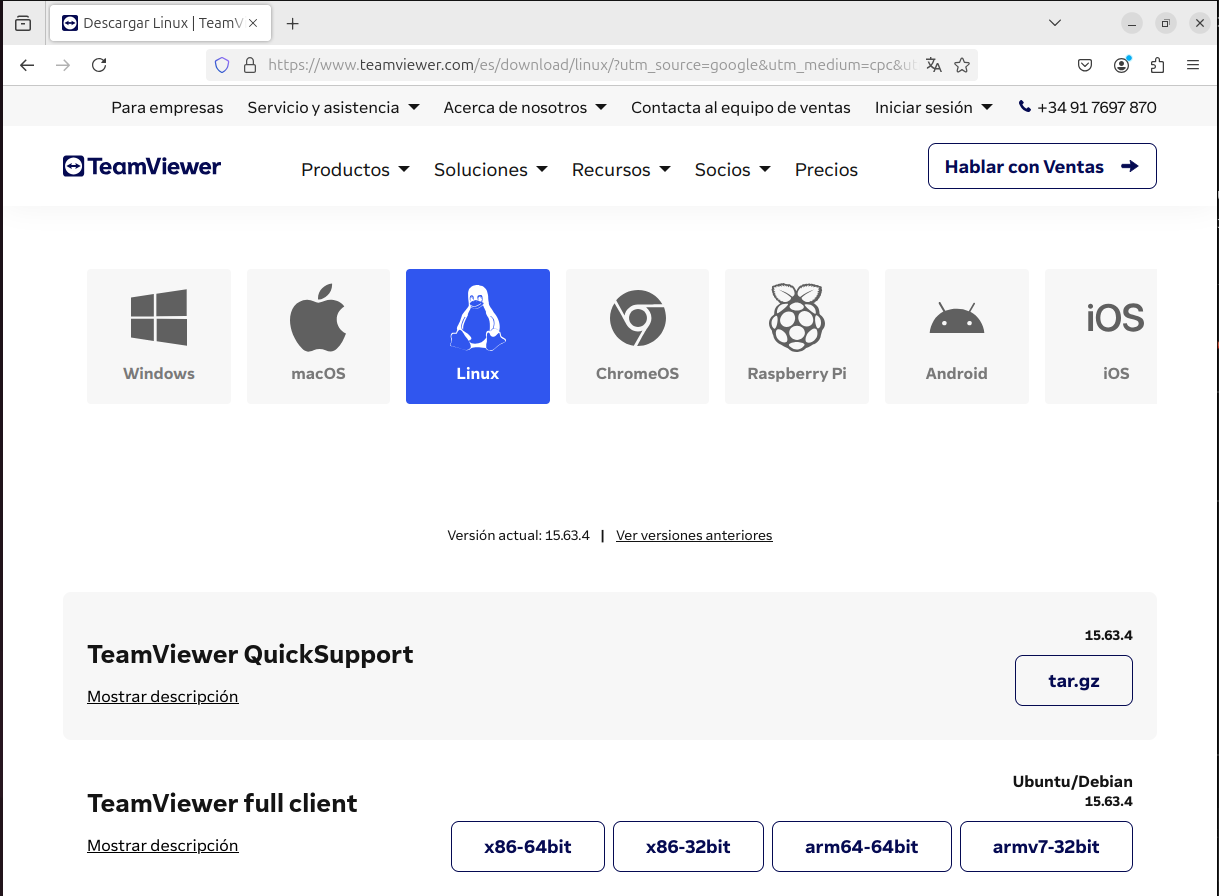 Descargar Linux | TeamV
https://www.teamviewer.com/es/download/linux/?utm_source=google&utm_medium=cpc&ut
Para empresas Servicio y asistencia Acerca de nosotros Contacta al equipo de ventas Iniciar sesión +34 91 7697 870
TeamViewer Productos Soluciones Recursos Socios Precios Hablar con Ventas
iOS
Windows macOS Linux ChromeOS Raspberry Pi Android iOS
Versión actual: 15.63.4 | Ver versiones anteriores
15.63.4
TeamViewer QuickSupport
tar.gz
Mostrar descripción
Ubuntu/Debian
15.63.4
TeamViewer full client
Mostrar descripción
x86-64bit x86-32bit arm64-64bit armv7-32bit